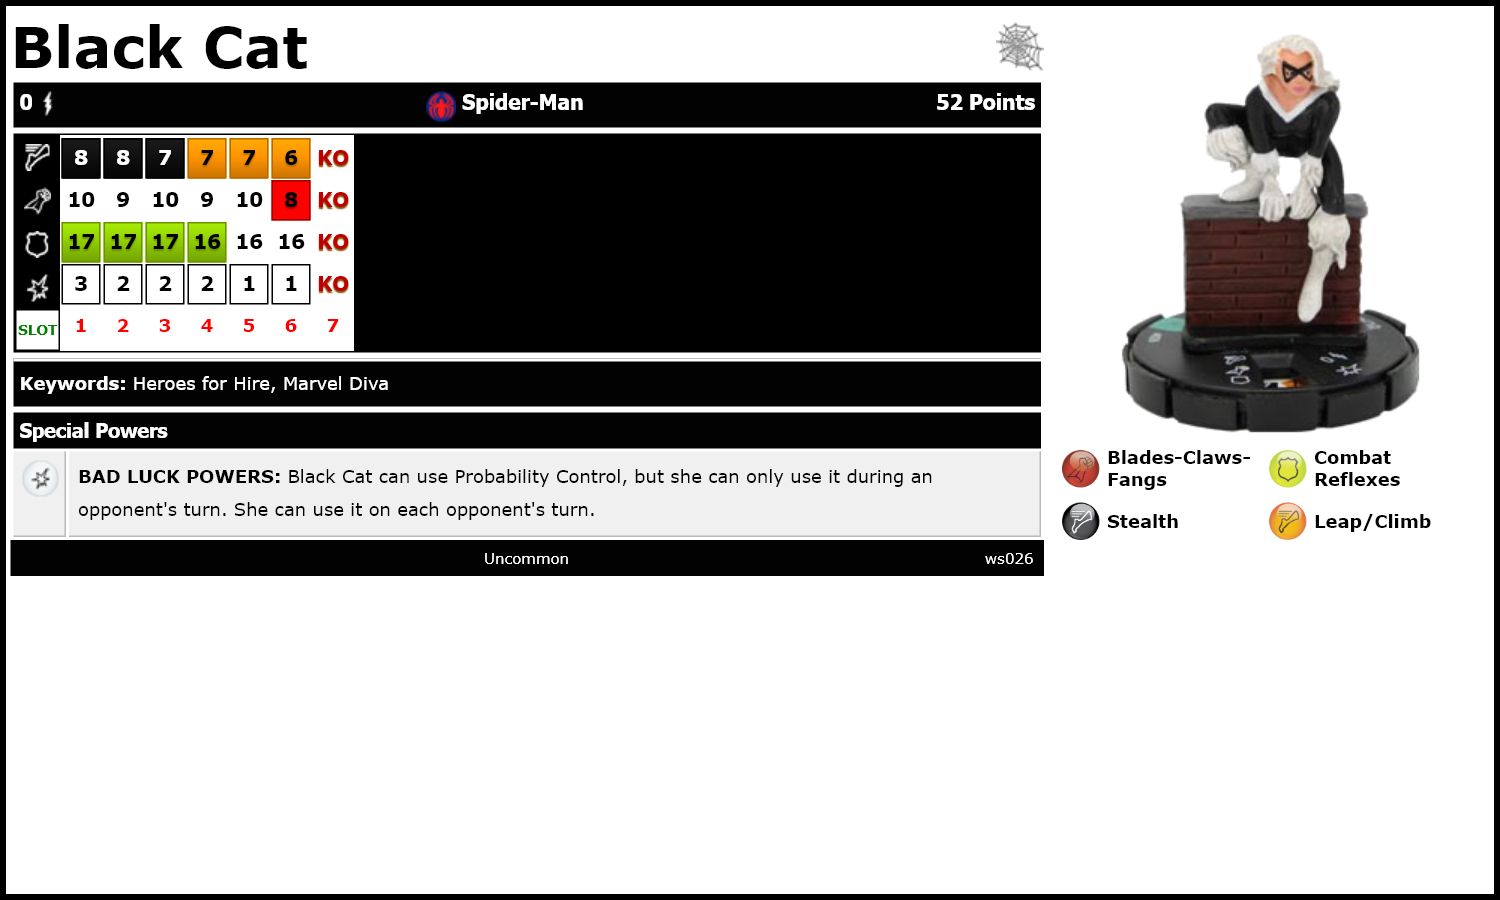 Black Cat
0 Spider-Man 52 Points
8 8 7 7 7 6 KO
10 9 10 9 10 8 KO
17 17 17 16 16 16 KO
3 2 2 2 1 1 KO
SLOT 1 2 3 4 5 6 7
Keywords: Heroes for Hire, Marvel Diva
Special Powers
BAD LUCK POWERS: Black Cat can use Probability Control, but she can only use it during an
opponent's turn. She can use it on each opponent's turn.
Uncommon ws026
Blades-Claws-
Fangs
Combat
Reflexes
Stealth
Leap/Climb